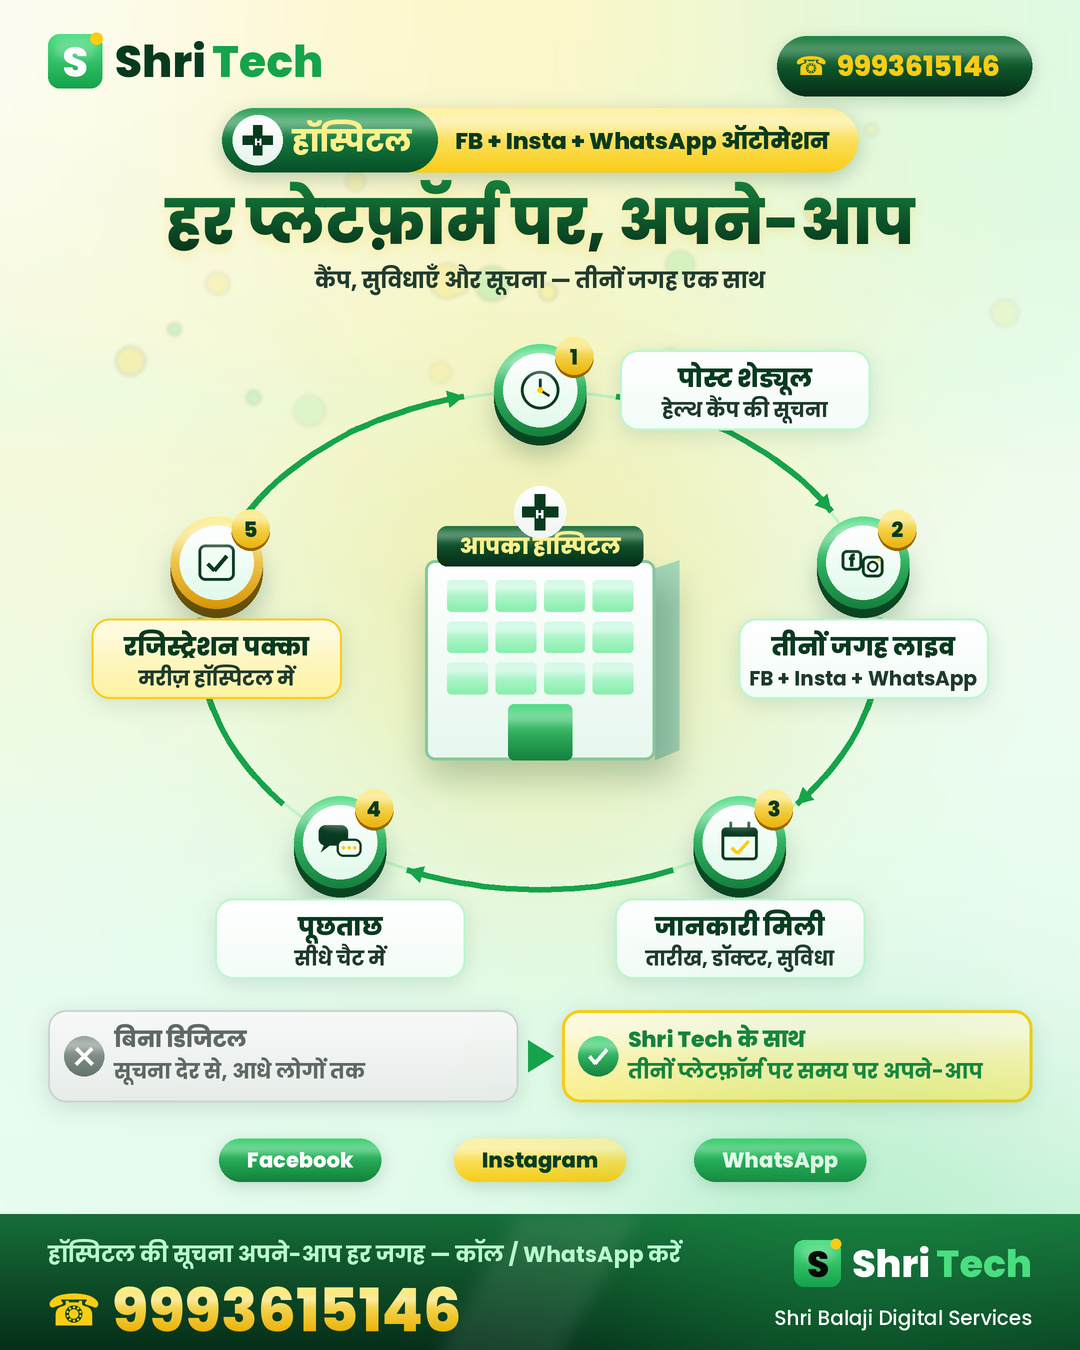 S Shri Tech
☎ 9993615146
H हॉस्पिटल
FB + Insta + WhatsApp ऑटोमेशन
हर प्लेटफ़ॉर्म पर, अपने-आप
कैंप, सुविधाएँ और सूचना — तीनों जगह एक साथ
1
पोस्ट शेड्यूल
हेल्थ कैंप की सूचना
2
तीनों जगह लाइव
FB + Insta + WhatsApp
3
जानकारी मिली
तारीख, डॉक्टर, सुविधा
4
पूछताछ
सीधे चैट में
5
रजिस्ट्रेशन पक्का
मरीज़ हॉस्पिटल में
H
आपका हॉस्पिटल
बिना डिजिटल
सूचना देर से, आधे लोगों तक
Shri Tech के साथ
तीनों प्लेटफ़ॉर्म पर समय पर अपने-आप
Facebook
Instagram
WhatsApp
हॉस्पिटल की सूचना अपने-आप हर जगह — कॉल / WhatsApp करें
☎ 9993615146
S Shri Tech
Shri Balaji Digital Services